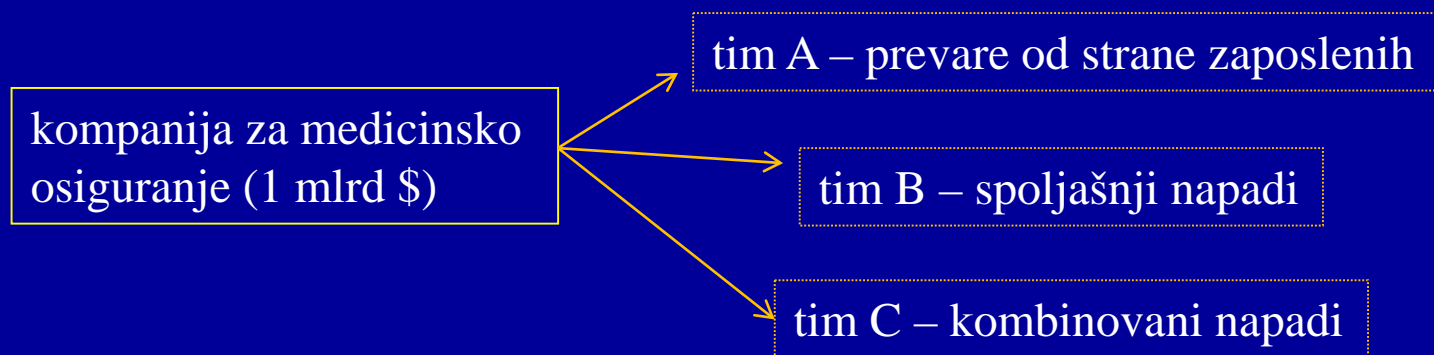 tim A – prevare od strane zaposlenih
kompanija za medicinsko
osiguranje (1 mlrd $)
tim B – spoljašnji napadi
tim C – kombinovani napadi